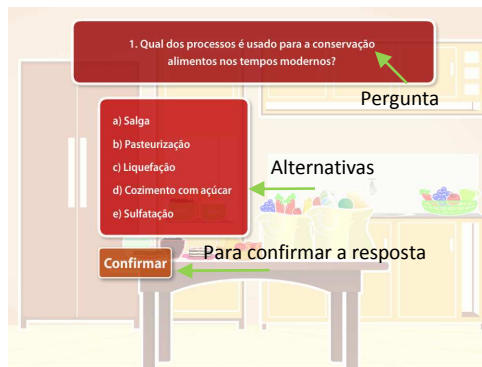 1. Qual dos processos é usado para a conservação
alimentos nos tempos modernos?
Pergunta
a) Salga
b) Pasteurização
c) Liquefação
d) Cozimento com açúcar
e) Sulfatação
Alternativas
Confirmar
Para confirmar a resposta